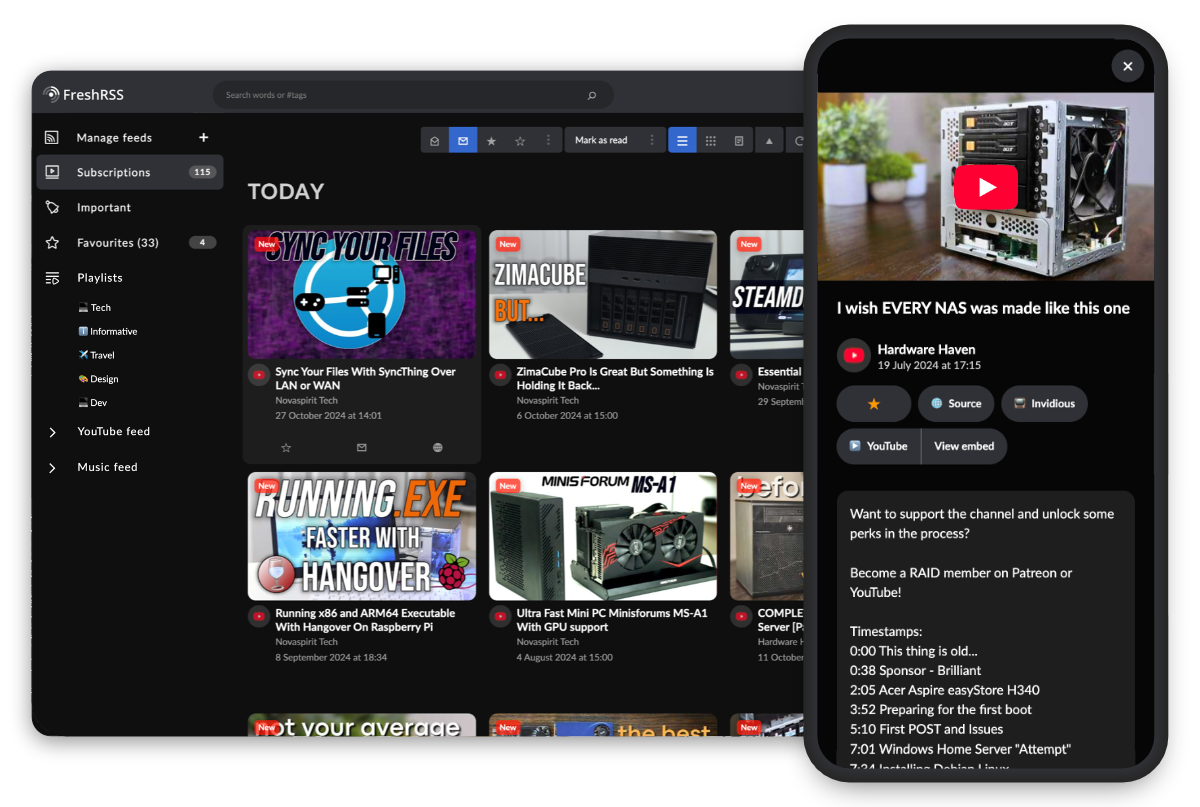 FreshRSS
Search words or #tags
Manage feeds +
Subscriptions 115
Important
Favourites (33) 4
Playlists
Tech
Informative
Travel
Design
Dev
YouTube feed
Music feed
Mark as read
TODAY
New
SYNC YOUR FILES
Sync Your Files With SyncThing Over
LAN or WAN
Novaspirit Tech
27 October 2024 at 14:01
New
ZIMACUBE
BUT...
ZimaCube Pro Is Great But Something Is
Holding It Back...
Novaspirit Tech
6 October 2024 at 15:00
New
STEAMD
Essential
Novaspirit T
29 Septem
New
RUNNING.EXE
FASTER WITH
HANGOVER
Running x86 and ARM64 Executable
With Hangover On Raspberry Pi
Novaspirit Tech
8 September 2024 at 18:34
New
MINISFORUM MS-A1
Ultra Fast Mini PC Minisforums MS-A1
With GPU support
Novaspirit Tech
4 August 2024 at 15:00
New
befo
COMPLE
Server [Pa
Hardware H
11 October
New
not your average
New
the best
New
I wish EVERY NAS was made like this one
Hardware Haven
19 July 2024 at 17:15
Source
Invidious
YouTube
View embed
Want to support the channel and unlock some
perks in the process?
Become a RAID member on Patreon or
YouTube!
Timestamps:
0:00 This thing is old...
0:38 Sponsor - Brilliant
2:05 Acer Aspire easyStore H340
3:52 Preparing for the first boot
5:10 First POST and Issues
7:01 Windows Home Server "Attempt"
7:34 Installing Debian Linux